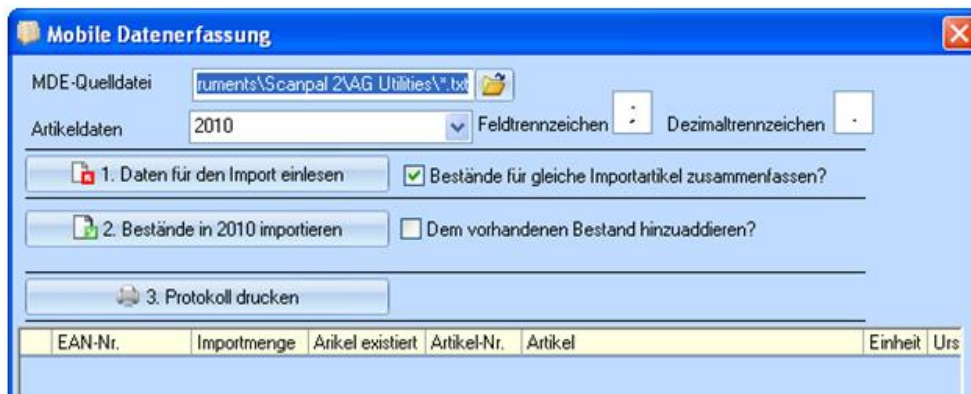 Mobile Datenerfassung
MDE-Quelldatei ruments\Scanpal 2\AG Utilities\*.txt
Artikeldaten 2010 Feldtrennzeichen ; Dezimaltrennzeichen .
1. Daten für den Import einlesen Bestände für gleiche Importartikel zusammenfassen?
2. Bestände in 2010 importieren Dem vorhandenen Bestand hinzuaddieren?
3. Protokoll drucken
EAN-Nr. Importmenge Arikel existiert Artikel-Nr. Artikel Einheit Urs